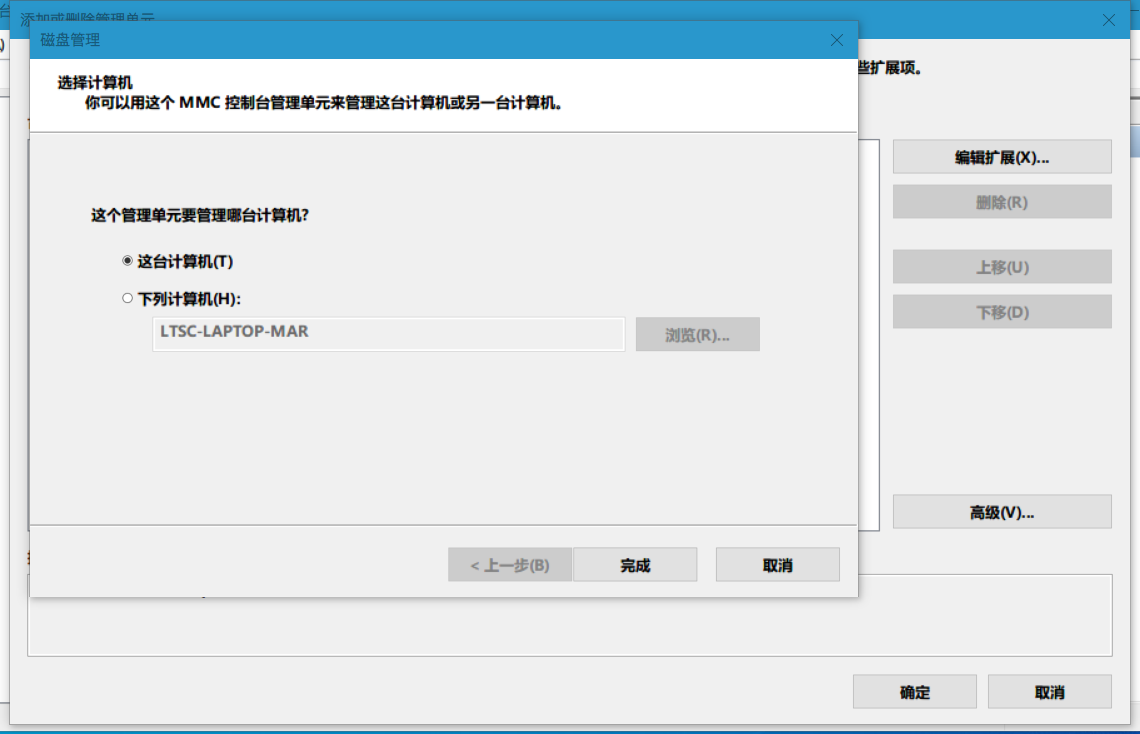 添加或删除管理单元
磁盘管理
选择计算机
你可以用这个 MMC 控制台管理这台计算机或另一台计算机。
些扩展项。
这个管理单元要管理哪台计算机?
这台计算机(T)
下列计算机(H):
LTSC-LAPTOP-MAR
浏览(R)...
编辑扩展(X)...
删除(R)
上移(U)
下移(D)
高级(V)...
< 上一步(B)
完成
取消
确定
取消